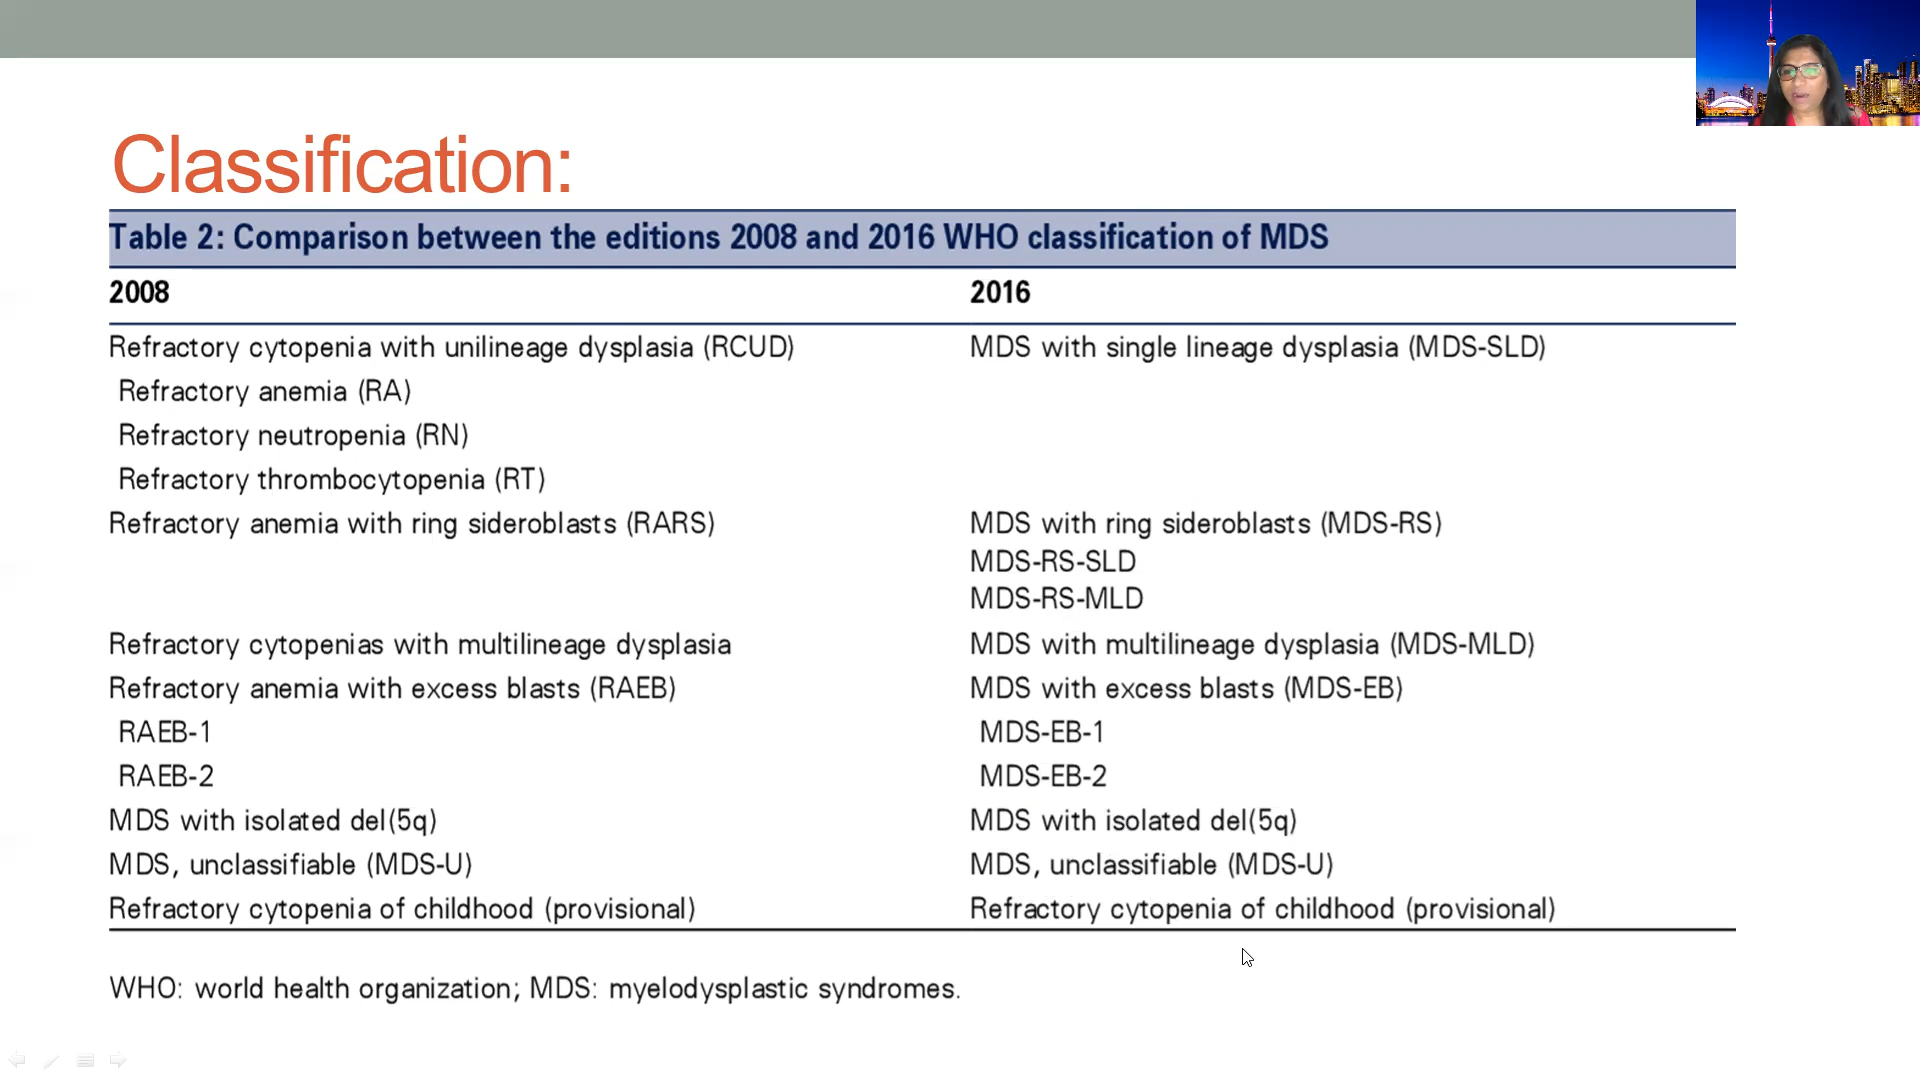 Classification:
Table 2: Comparison between the editions 2008 and 2016 WHO classification of MDS
2008 2016
Refractory cytopenia with unilineage dysplasia (RCUD) MDS with single lineage dysplasia (MDS-SLD)
Refractory anemia (RA)
Refractory neutropenia (RN)
Refractory thrombocytopenia (RT)
Refractory anemia with ring sideroblasts (RARS) MDS with ring sideroblasts (MDS-RS)
MDS-RS-SLD
MDS-RS-MLD
Refractory cytopenias with multilineage dysplasia MDS with multilineage dysplasia (MDS-MLD)
Refractory anemia with excess blasts (RAEB) MDS with excess blasts (MDS-EB)
RAEB-1 MDS-EB-1
RAEB-2 MDS-EB-2
MDS with isolated del(5q) MDS with isolated del(5q)
MDS, unclassifiable (MDS-U) MDS, unclassifiable (MDS-U)
Refractory cytopenia of childhood (provisional) Refractory cytopenia of childhood (provisional)
WHO: world health organization; MDS: myelodysplastic syndromes.